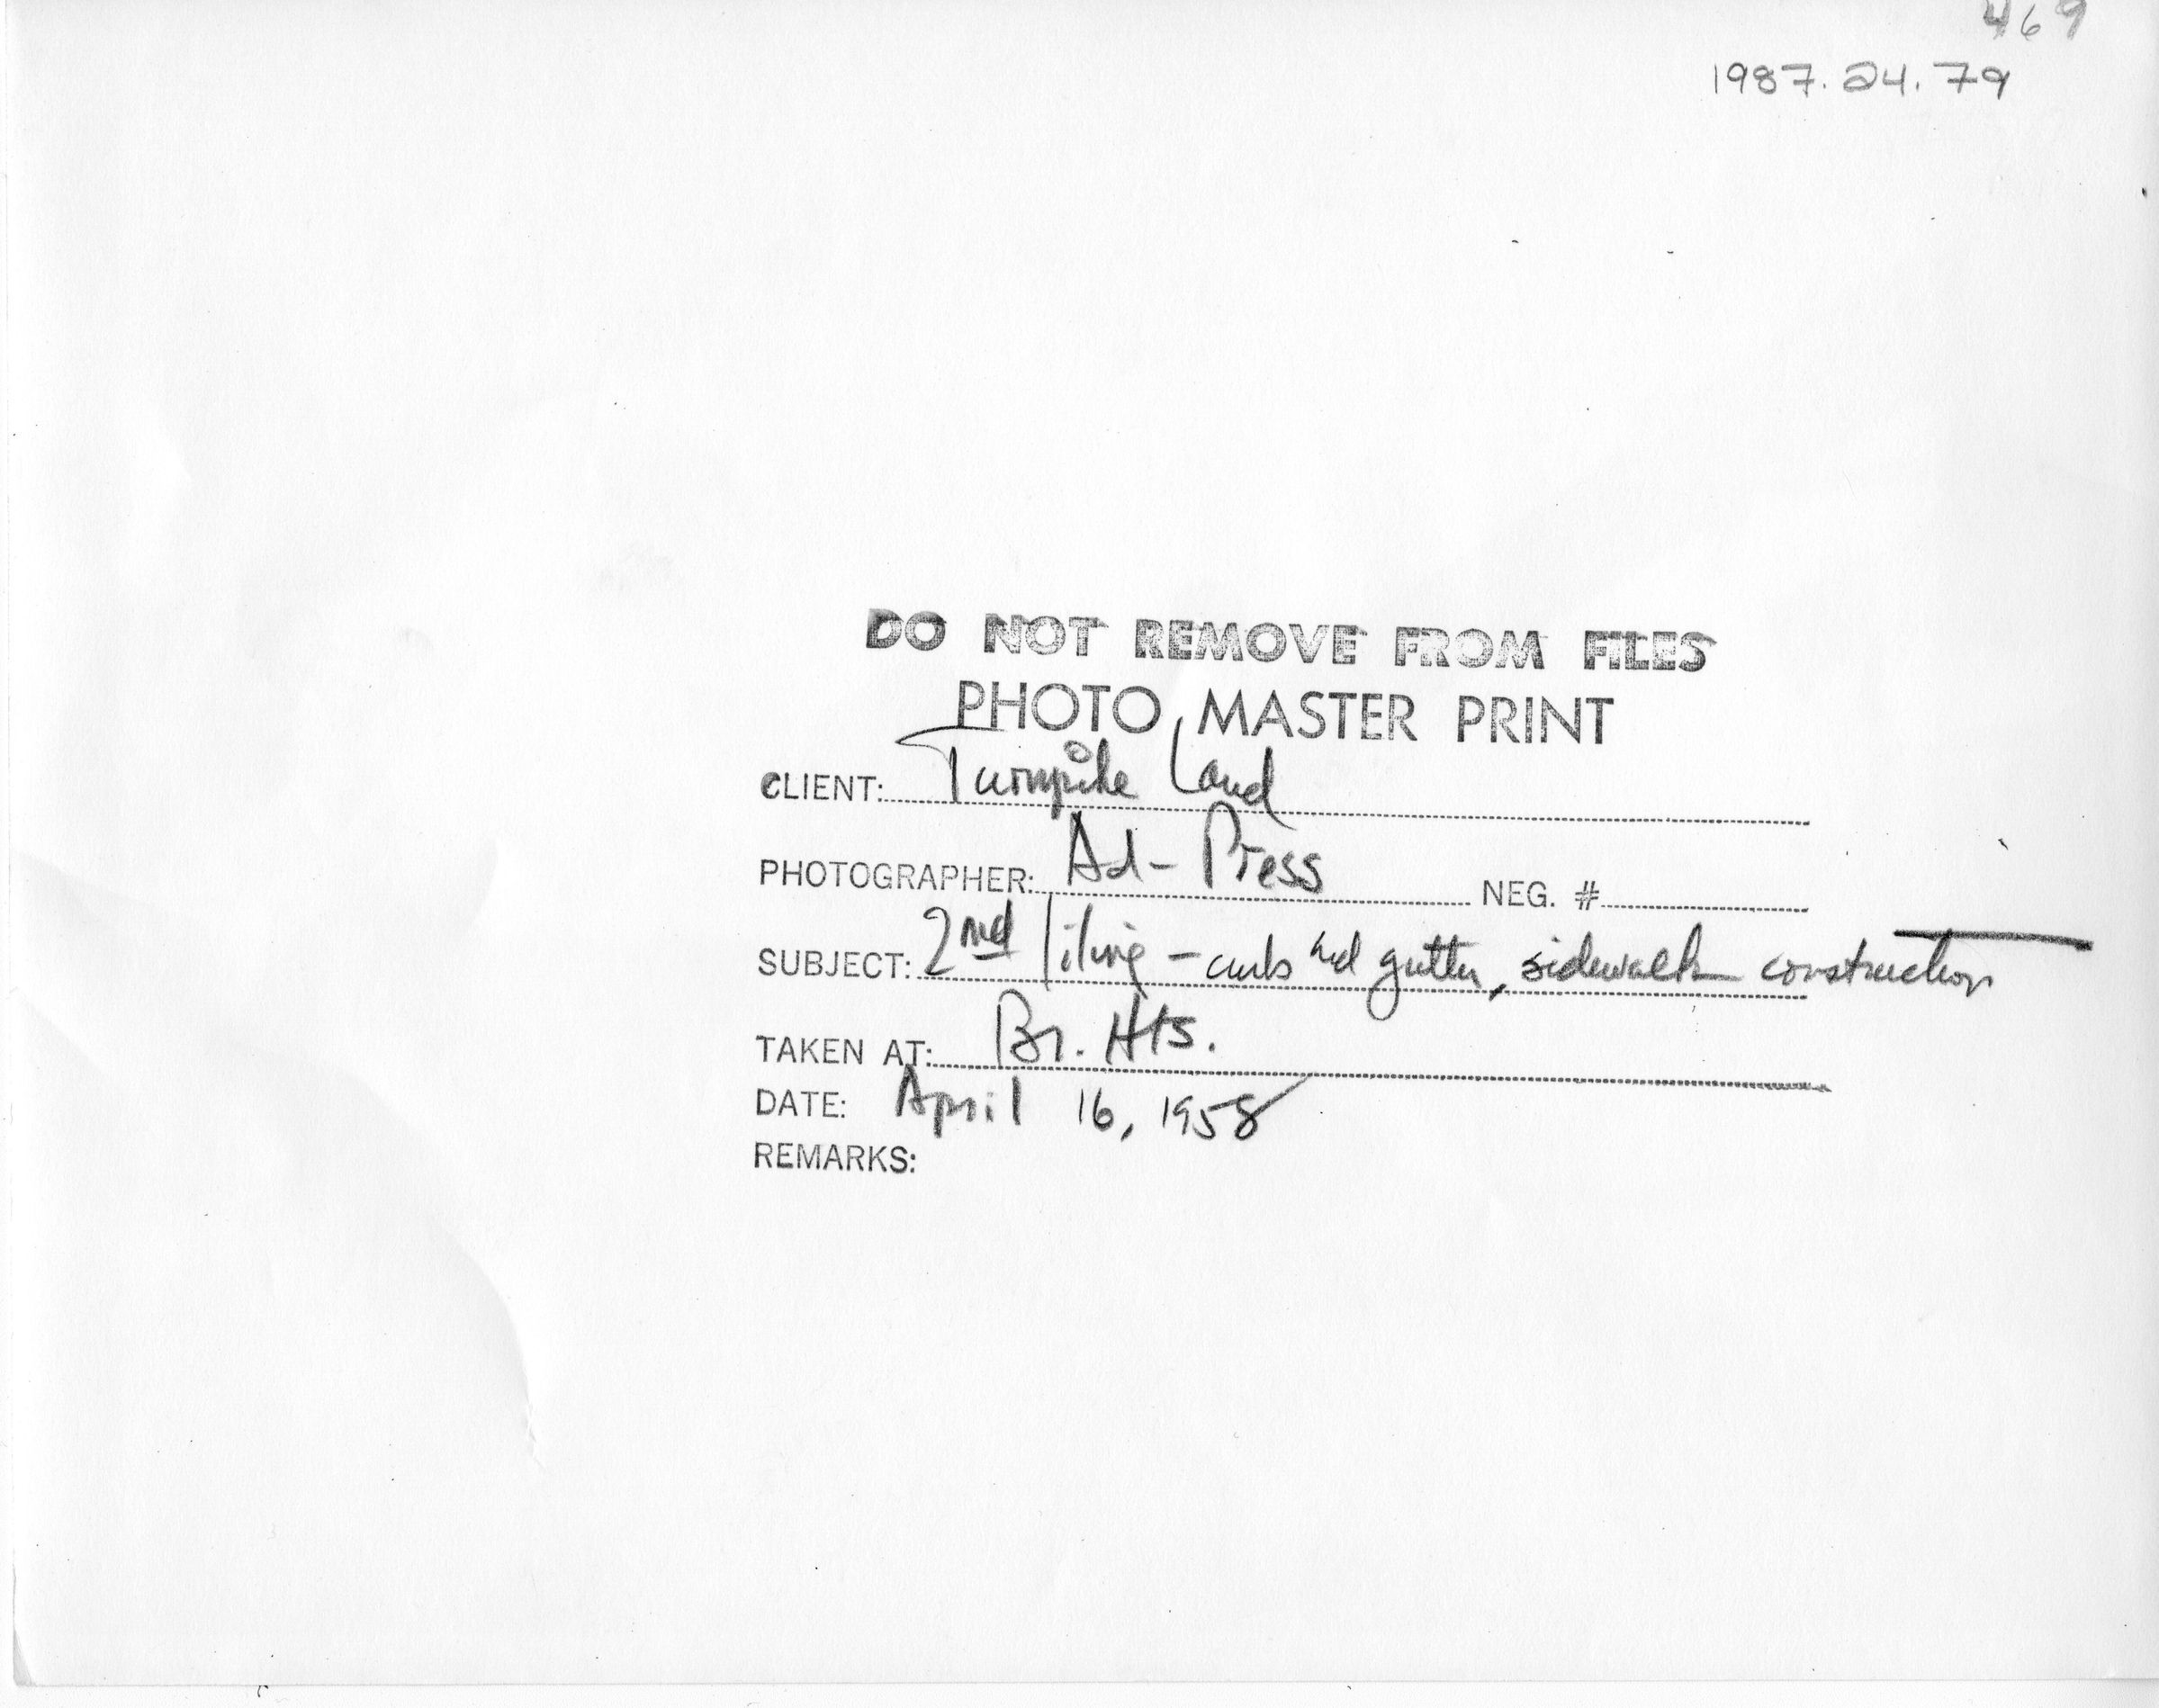 469
1987.24.79
DO NOT REMOVE FROM FILES
PHOTO MASTER PRINT
CLIENT: Turnpike Land
PHOTOGRAPHER: Ad-Press NEG. #
SUBJECT: 2nd filing - curb and gutter, sidewalk construction
TAKEN AT: Br. Hts.
DATE: April 16, 1958
REMARKS: